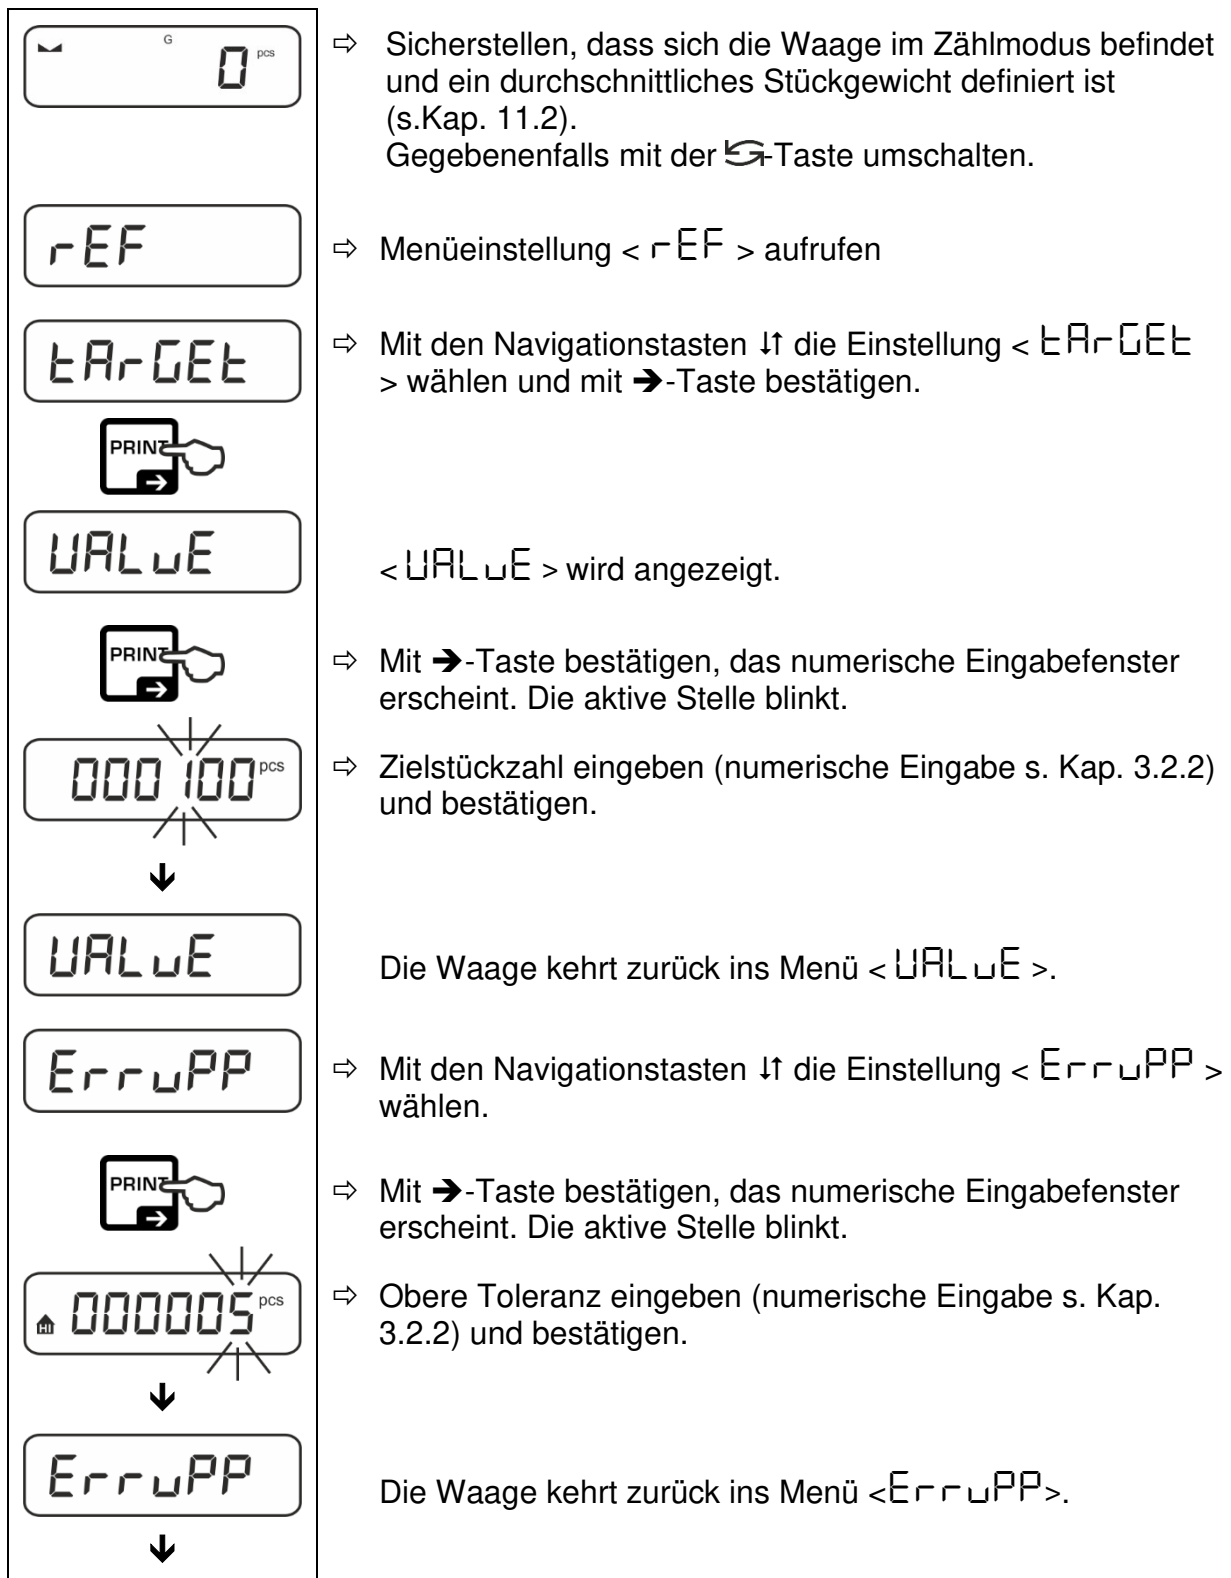 G
0 pcs
⇨ Sicherstellen, dass sich die Waage im Zählmodus befindet
und ein durchschnittliches Stückgewicht definiert ist
(s.Kap. 11.2).
Gegebenenfalls mit der -Taste umschalten.
rEF
⇨ Menüeinstellung < rEF > aufrufen
tArGEt
⇨ Mit den Navigationstasten ↓↑ die Einstellung < tArGEt
> wählen und mit ➔-Taste bestätigen.
PRINT
➔
VALuE
< VALuE > wird angezeigt.
PRINT
➔
⇨ Mit ➔-Taste bestätigen, das numerische Eingabefenster
erscheint. Die aktive Stelle blinkt.
000100 pcs
⇨ Zielstückzahl eingeben (numerische Eingabe s. Kap. 3.2.2)
und bestätigen.
VALuE
Die Waage kehrt zurück ins Menü < VALuE >.
ErruPP
⇨ Mit den Navigationstasten ↓↑ die Einstellung < ErruPP >
wählen.
PRINT
➔
⇨ Mit ➔-Taste bestätigen, das numerische Eingabefenster
erscheint. Die aktive Stelle blinkt.
HI 000005 pcs
⇨ Obere Toleranz eingeben (numerische Eingabe s. Kap.
3.2.2) und bestätigen.
ErruPP
Die Waage kehrt zurück ins Menü <ErruPP>.